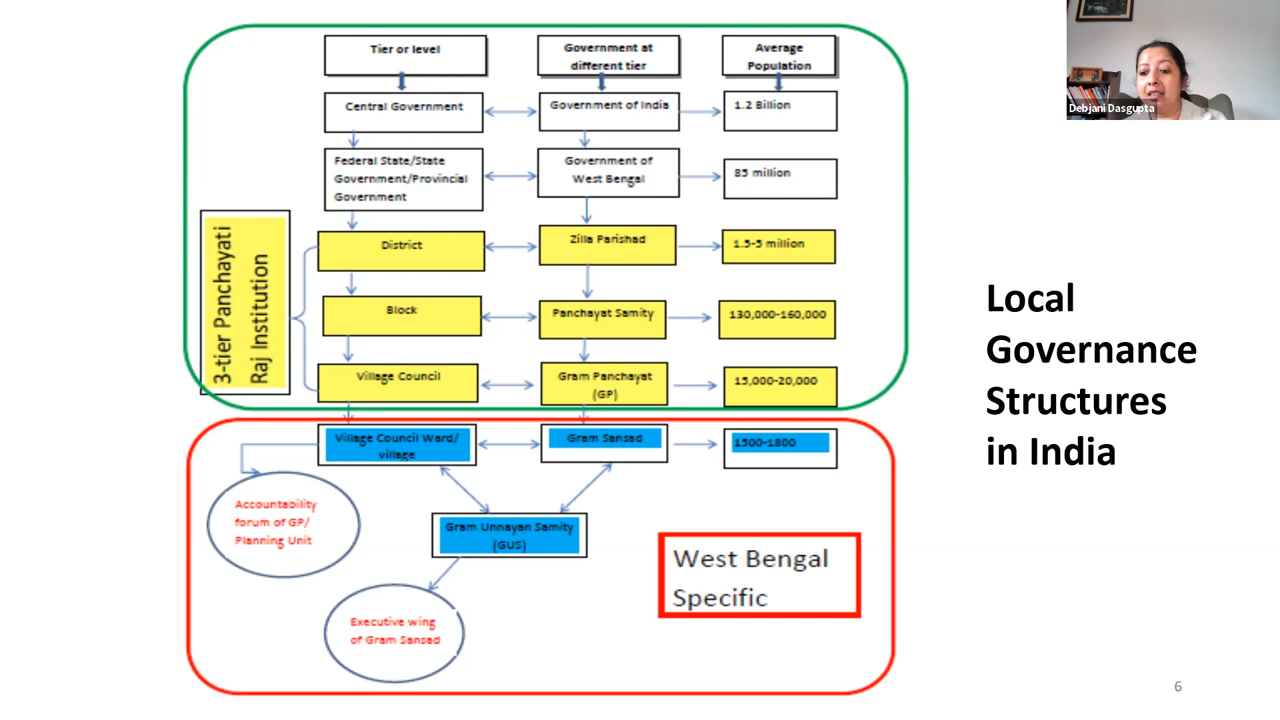 Tier or level
Government at
different tier
Average
Population
Central Government
Government of India
1.2 Billion
Federal State/State
Government/Provincial
Government
Government of
West Bengal
85 million
3-tier Panchayati
Raj Institution
District
Zilla Parishad
1.5-5 million
Block
Panchayat Samity
130,000-160,000
Village Council
Gram Panchayat
(GP)
15,000-20,000
Village Council Ward/
village
Gram Sansad
1500-1800
Accountability
forum of GP/
Planning Unit
Gram Unnayan Samity
(GUS)
Executive wing
of Gram Sansad
West Bengal
Specific
Local
Governance
Structures
in India
Debjani Dasgupta
6